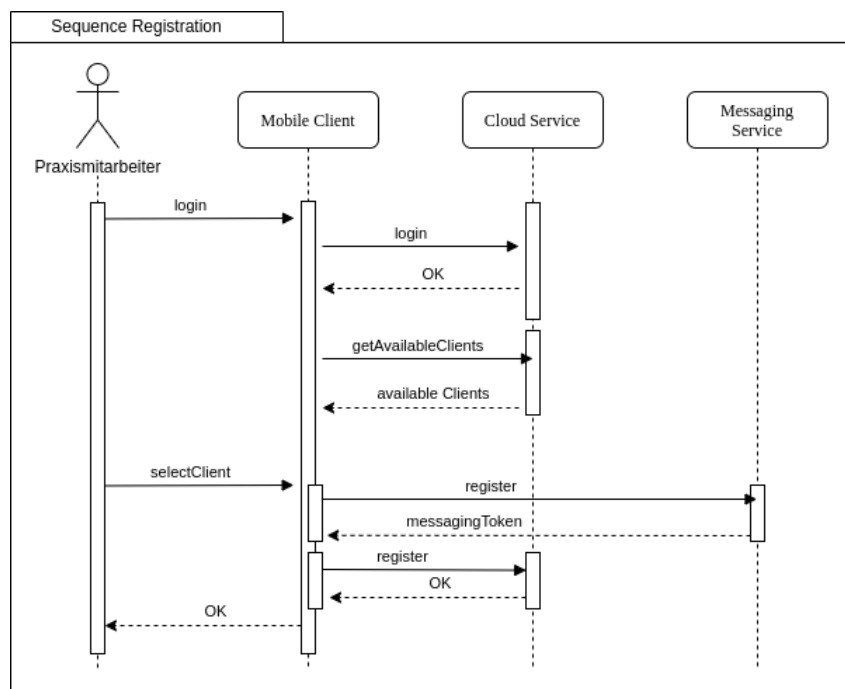 Sequence Registration
Mobile Client
Cloud Service
Messaging
Service
Praxismitarbeiter
login
login
OK
getAvailableClients
available Clients
selectClient
register
messagingToken
register
OK
OK